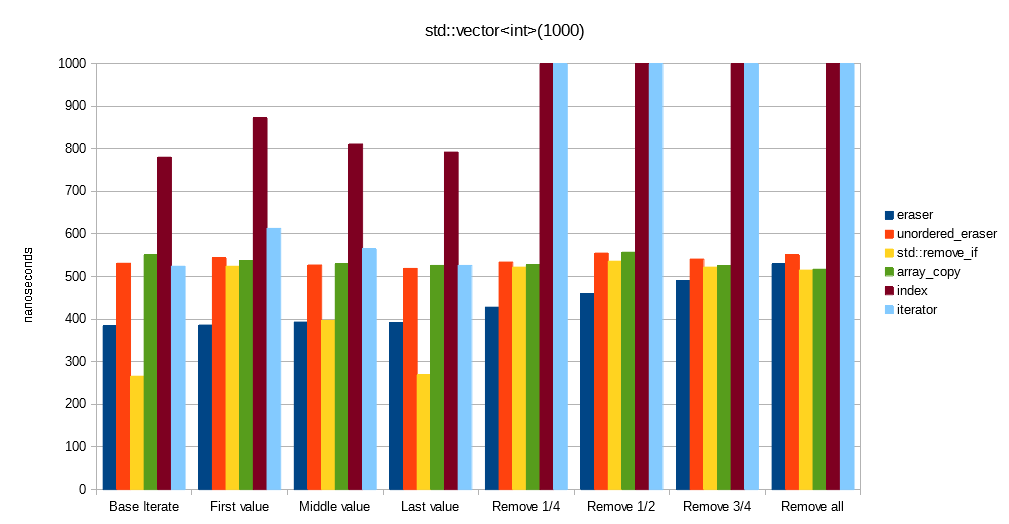 std::vector<int>(1000)
nanoseconds
1000
900
800
700
600
500
400
300
200
100
0
Base Iterate First value Middle value Last value Remove 1/4 Remove 1/2 Remove 3/4 Remove all
eraser
unordered_eraser
std::remove_if
array_copy
index
iterator